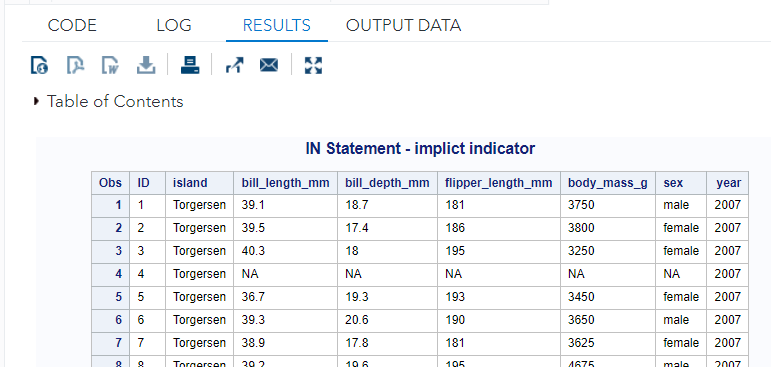 CODE LOG RESULTS OUTPUT DATA
Table of Contents
IN Statement - implict indicator
Obs ID island bill_length_mm bill_depth_mm flipper_length_mm body_mass_g sex year
1 1 Torgersen 39.1 18.7 181 3750 male 2007
2 2 Torgersen 39.5 17.4 186 3800 female 2007
3 3 Torgersen 40.3 18 195 3250 female 2007
4 4 Torgersen NA NA NA NA NA 2007
5 5 Torgersen 36.7 19.3 193 3450 female 2007
6 6 Torgersen 39.3 20.6 190 3650 male 2007
7 7 Torgersen 38.9 17.8 181 3625 female 2007
8 8 Torgersen 39.2 19.6 195 4675 male 2007